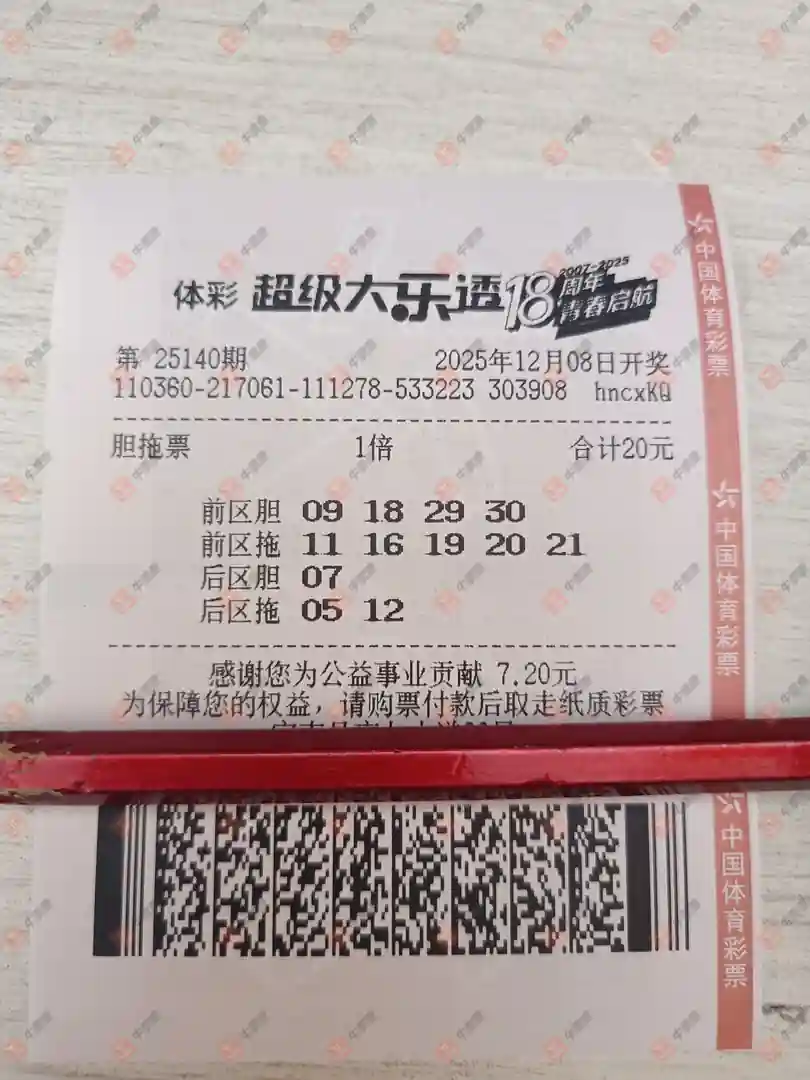 体彩 超级大乐透 18 2007-2025 周年 青春启航
第 25140期 2025年12月08日开奖
110360-217061-111278-533223 303908 hncxKQ
胆拖票 1倍 合计20元
前区胆 09 18 29 30
前区拖 11 16 19 20 21
后区胆 07
后区拖 05 12
感谢您为公益事业贡献 7.20元
为保障您的权益，请购票付款后取走纸质彩票
中国体育彩票
中国体育彩票
中国体育彩票